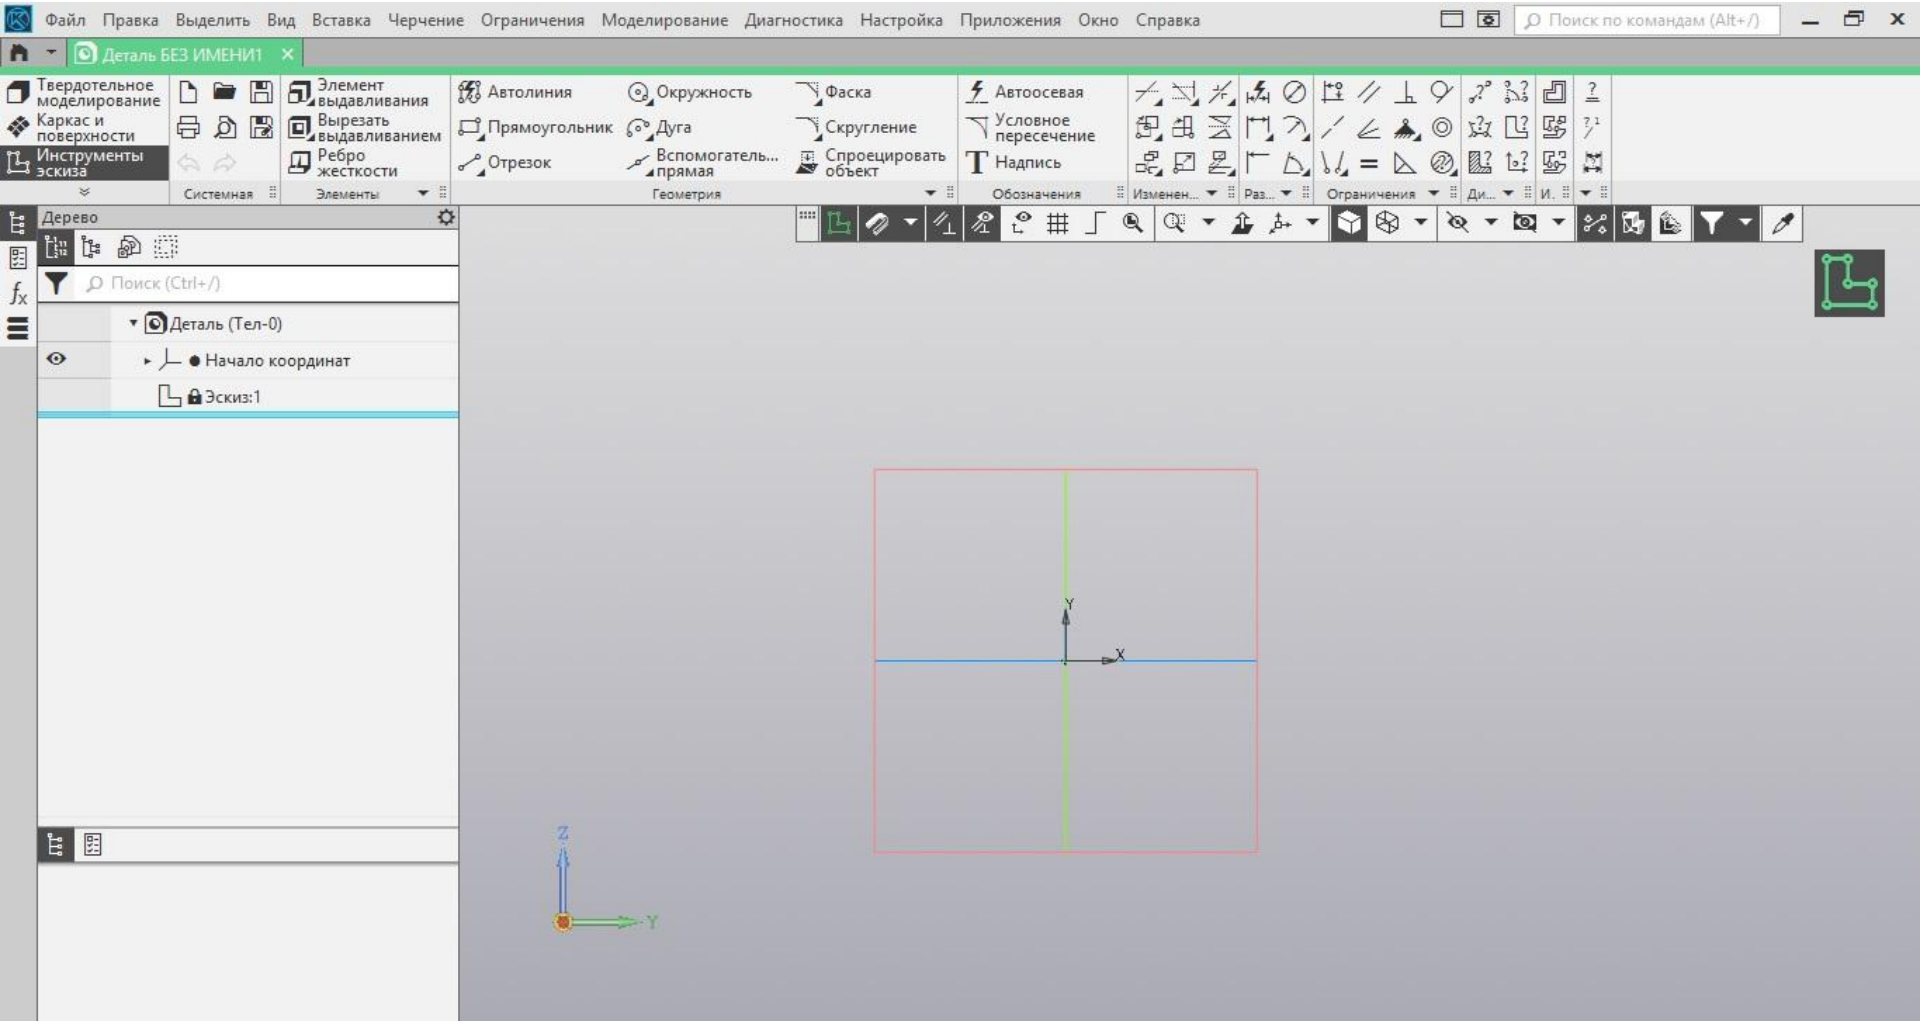 Файл Правка Выделить Вид Вставка Черчение Ограничения Моделирование Диагностика Настройка Приложения Окно Справка
Поиск по командам (Alt+/)
Деталь БЕЗ ИМЕНИ1
Твердотельное
моделирование
Каркас и
поверхности
Инструменты
эскиза
Системная
Элемент
выдавливания
Вырезать
выдавливанием
Ребро
жесткости
Элементы
Автолиния
Окружность
Фаска
Прямоугольник
Дуга
Скругление
Отрезок
Вспомогатель...
прямая
Спроецировать
объект
Геометрия
Автоосевая
Условное
пересечение
Надпись
Обозначения
Изменен...
Раз...
Ограничения
Ди...
И.
Дерево
Поиск (Ctrl+/)
Деталь (Тел-0)
Начало координат
Эскиз:1
Y
X
Z
Y